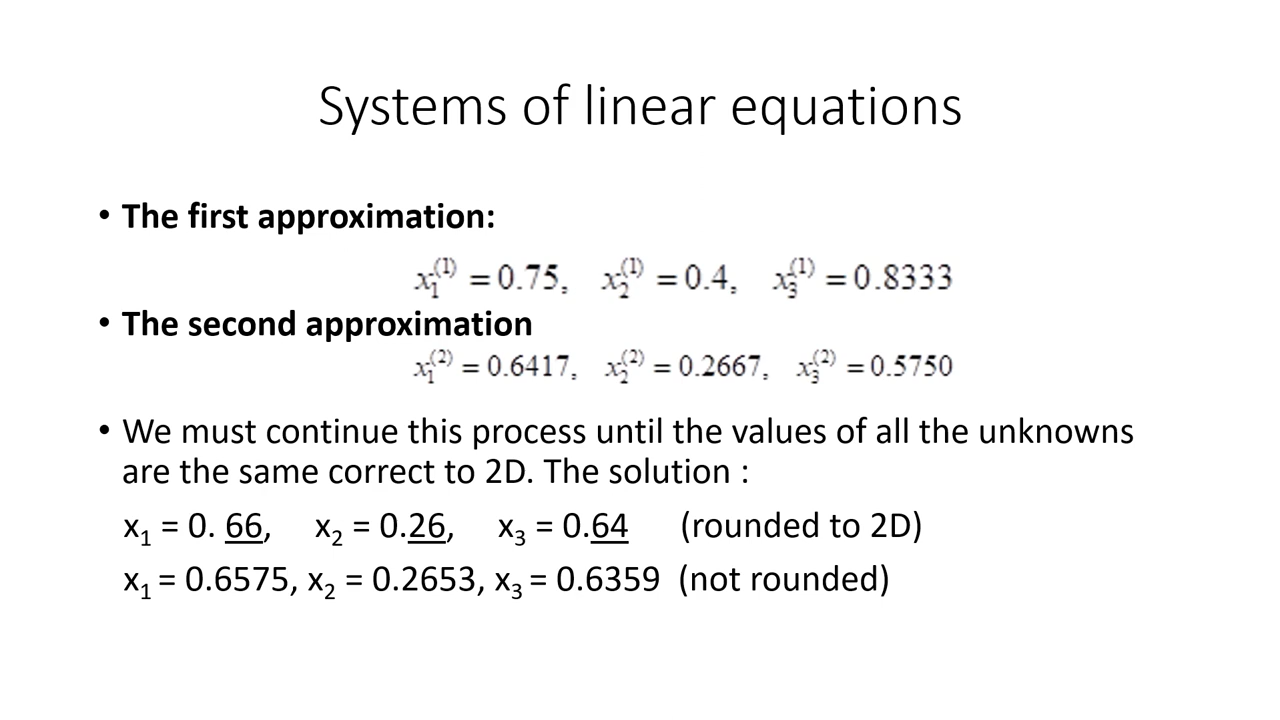 Systems of linear equations
• The first approximation:
x₁⁽¹⁾ = 0.75, x₂⁽¹⁾ = 0.4, x₃⁽¹⁾ = 0.8333
• The second approximation
x₁⁽²⁾ = 0.6417, x₂⁽²⁾ = 0.2667, x₃⁽²⁾ = 0.5750
• We must continue this process until the values of all the unknowns
are the same correct to 2D. The solution :
x₁ = 0. 66, x₂ = 0.26, x₃ = 0.64 (rounded to 2D)
x₁ = 0.6575, x₂ = 0.2653, x₃ = 0.6359 (not rounded)